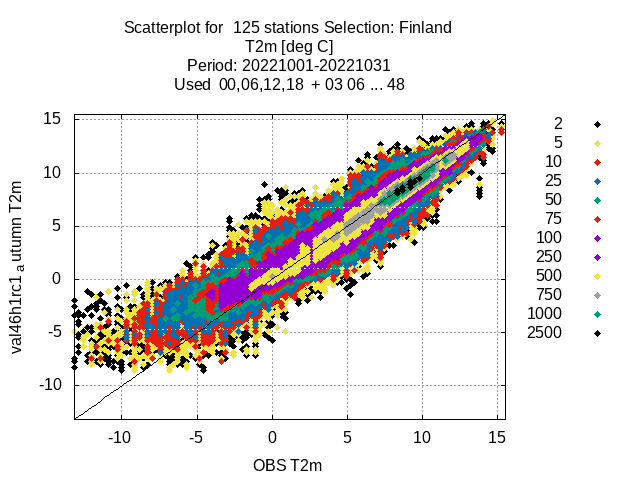 Scatterplot for  125 stations Selection: Finland
T2m [deg C]
Period: 20221001-20221031
Used  00,06,12,18  + 03 06 ... 48
val46h1rc1 a utumn T2m
15
10
5
0
-5
-10
-10 -5 0 5 10 15
OBS T2m
2
5
10
25
50
75
100
250
500
750
1000
2500